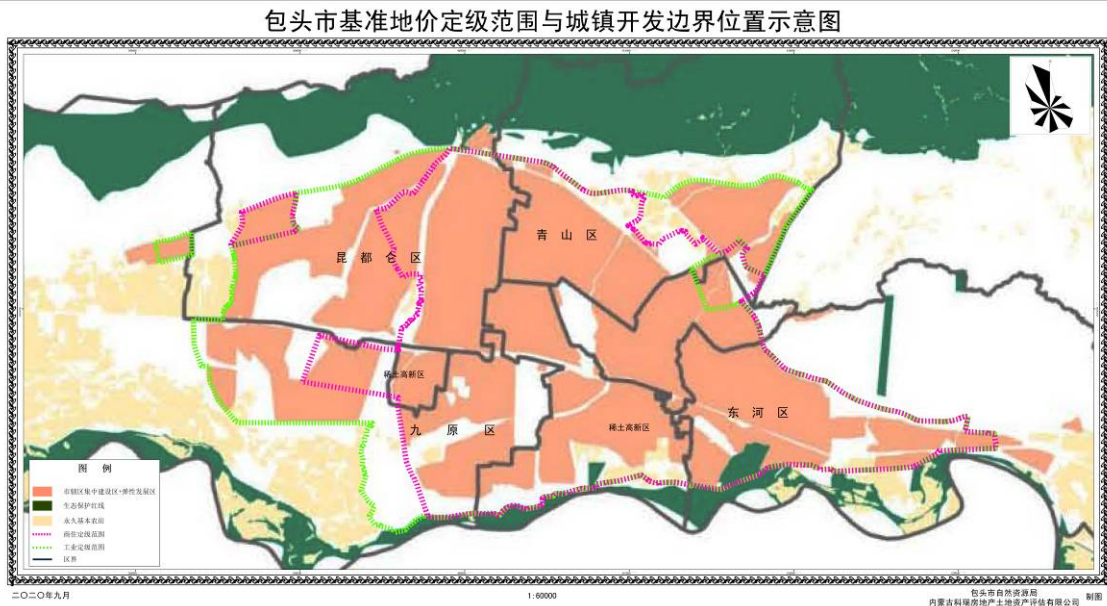 包头市基准地价定级范围与城镇开发边界位置示意图
青山区
昆都仑区
稀土高新区
九原区
稀土高新区
东河区
图例
市辖区集中建设区+弹性发展区
生态保护红线
永久基本农田
商住定级范围
工业定级范围
区界
二〇二〇年九月
1:60000
包头市自然资源局
内蒙古科瑞房地产土地资产评估有限公司
制图